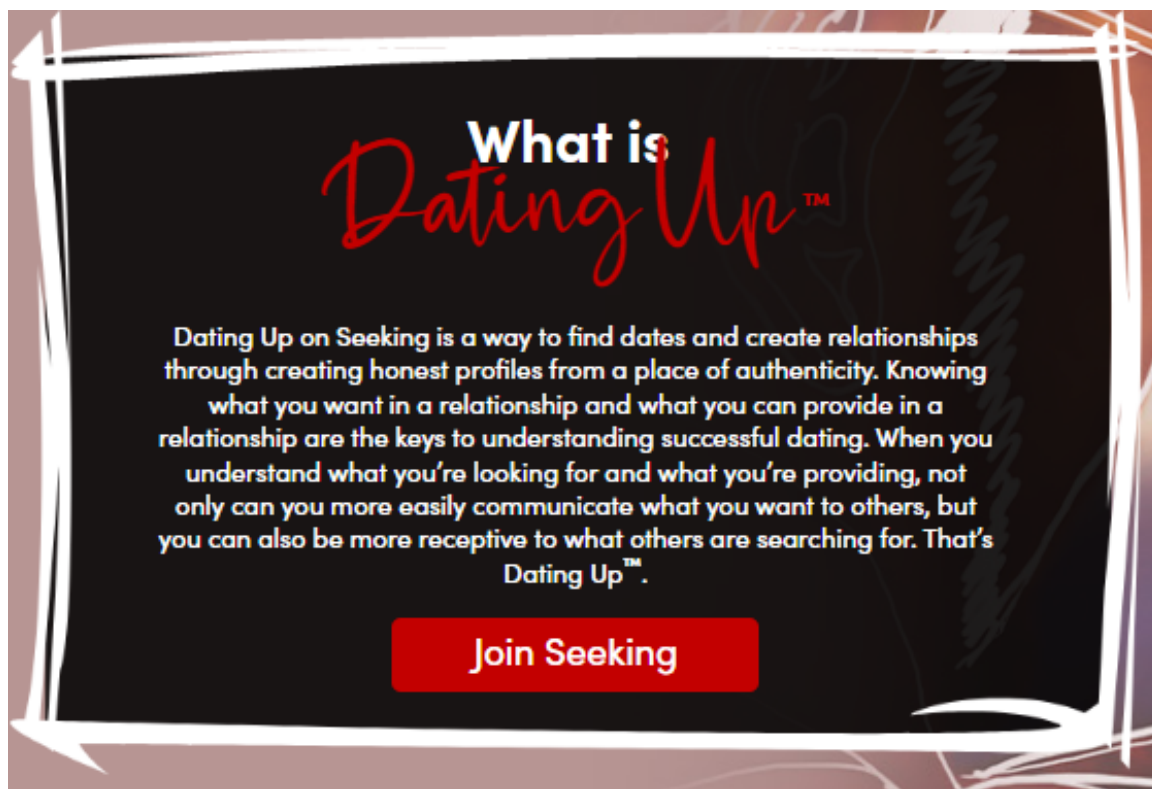 What is
Dating Up™
Dating Up on Seeking is a way to find dates and create relationships
through creating honest profiles from a place of authenticity. Knowing
what you want in a relationship and what you can provide in a
relationship are the keys to understanding successful dating. When you
understand what you’re looking for and what you’re providing, not
only can you more easily communicate what you want to others, but
you can also be more receptive to what others are searching for. That’s
Dating Up™.
Join Seeking